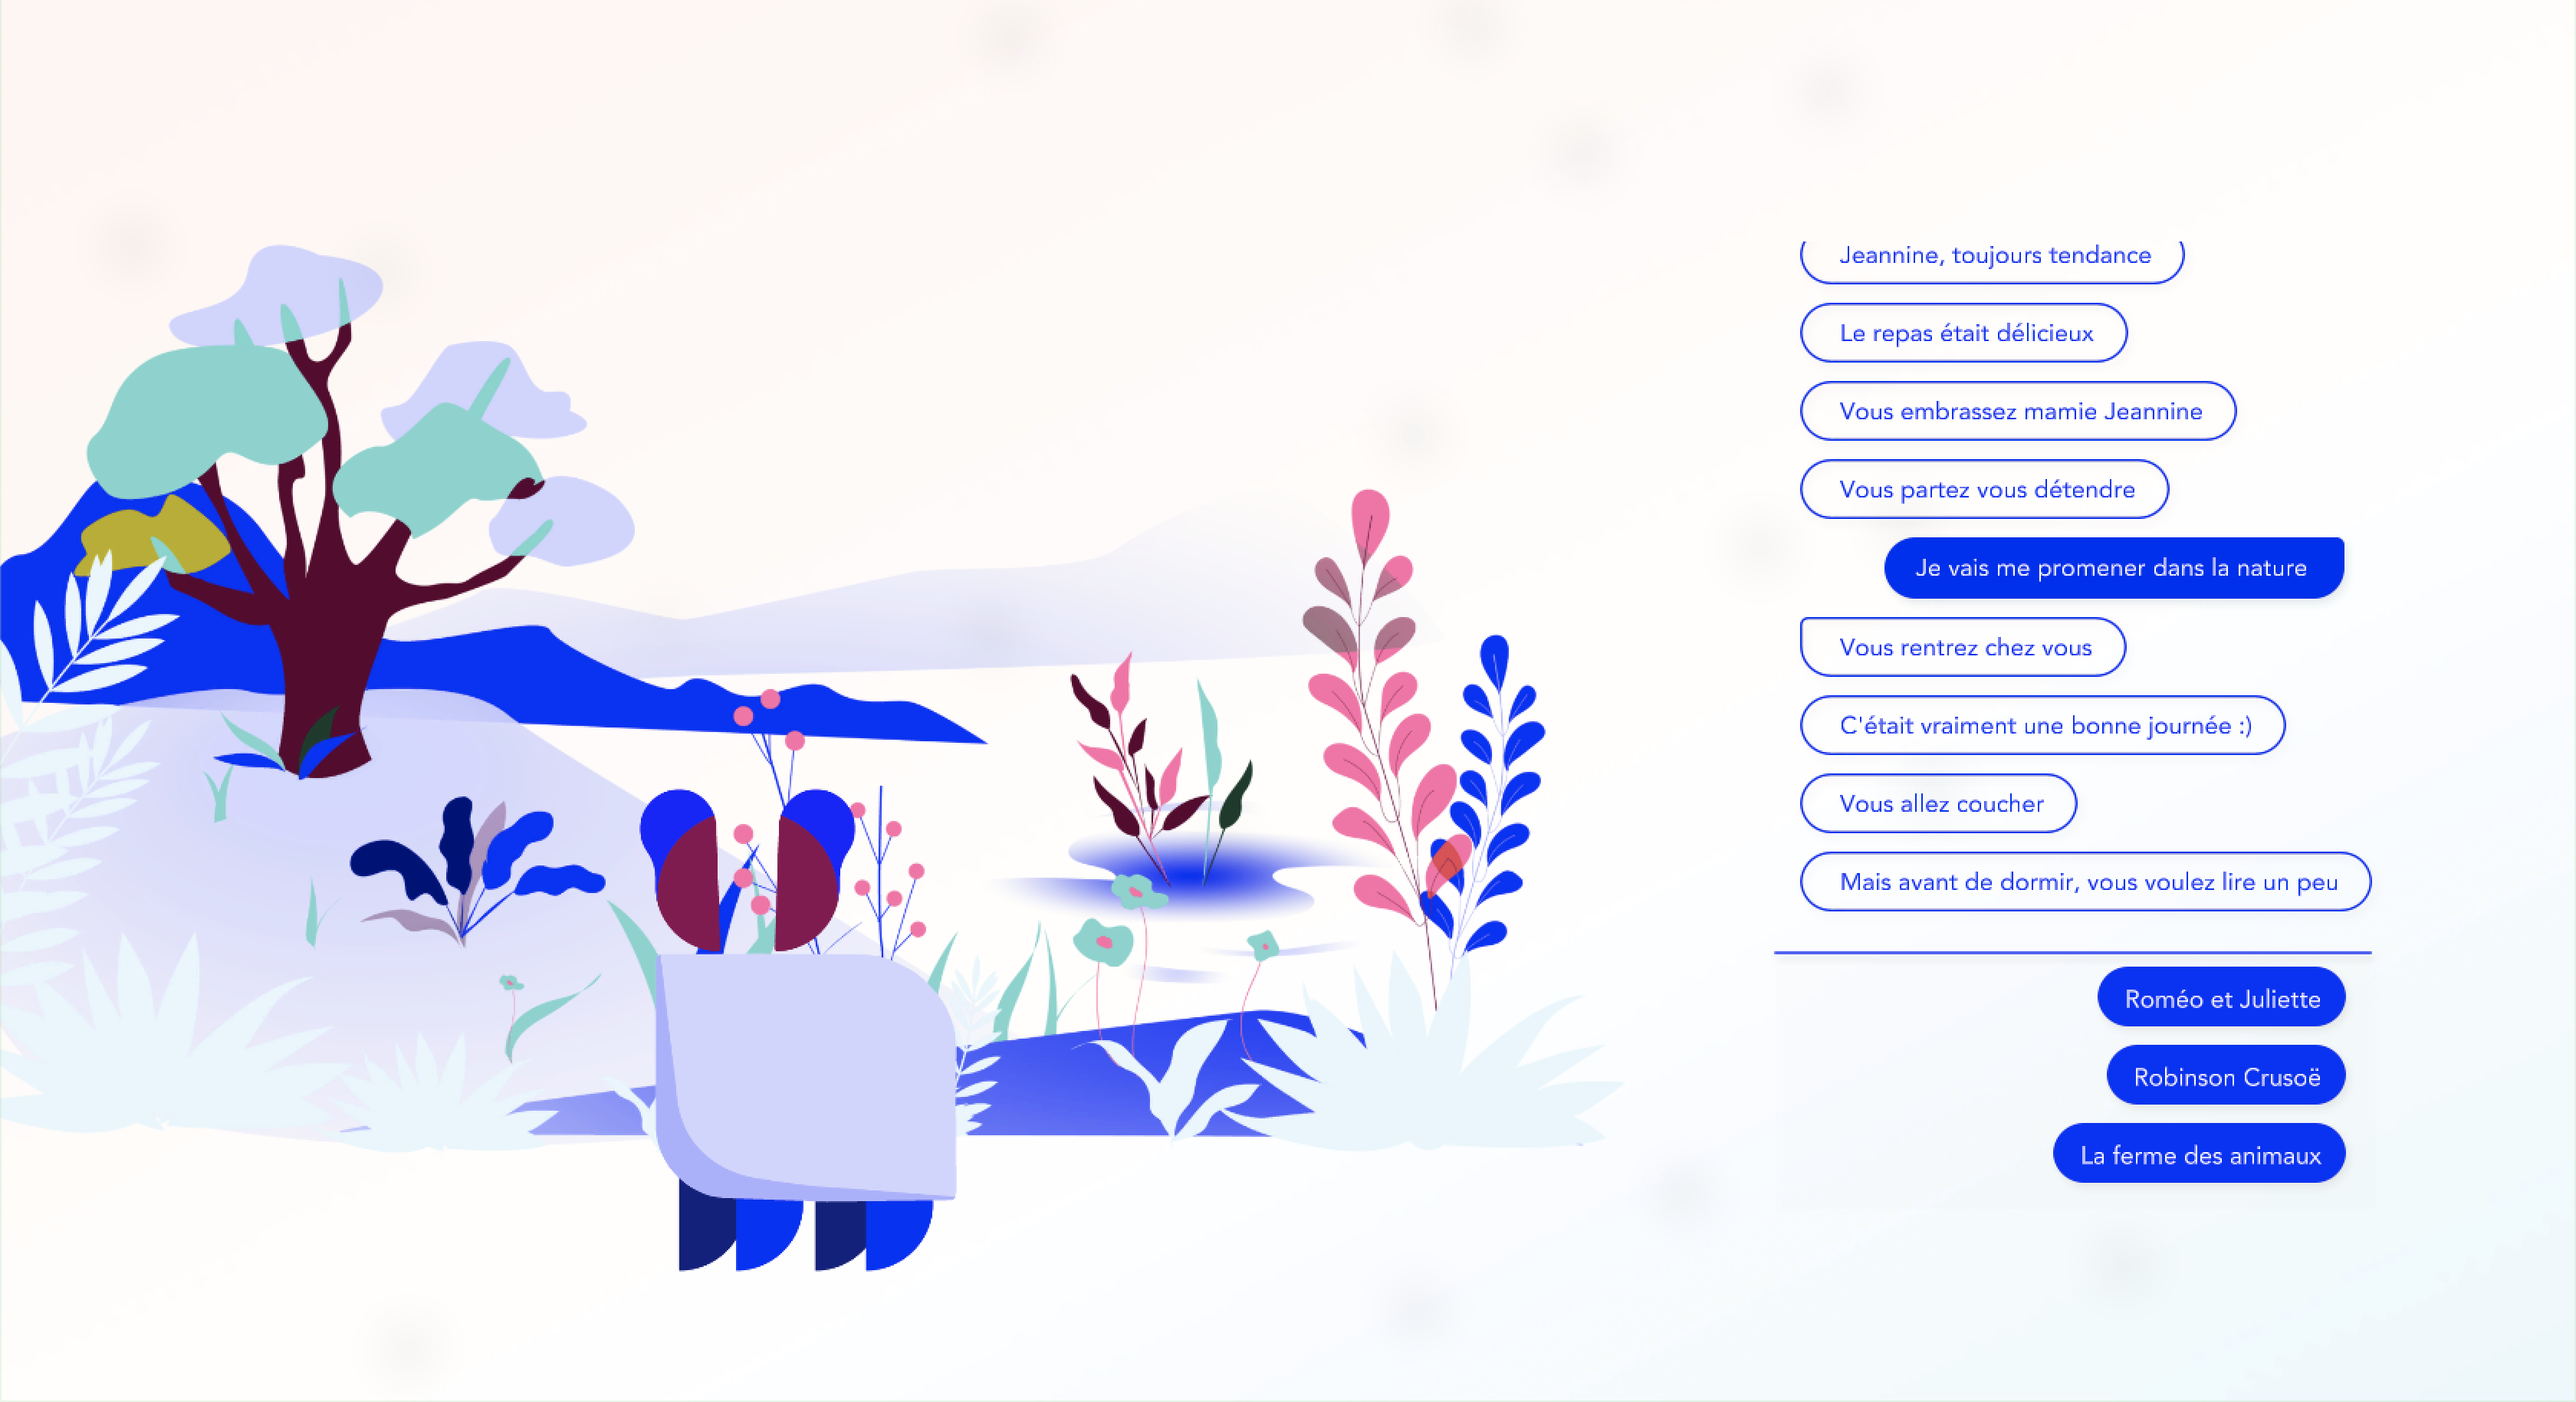 Jeannine, toujours tendance
Le repas était délicieux
Vous embrassez mamie Jeannine
Vous partez vous détendre
Je vais me promener dans la nature
Vous rentrez chez vous
C'était vraiment une bonne journée :)
Vous allez coucher
Mais avant de dormir, vous voulez lire un peu
Roméo et Juliette
Robinson Crusoë
La ferme des animaux